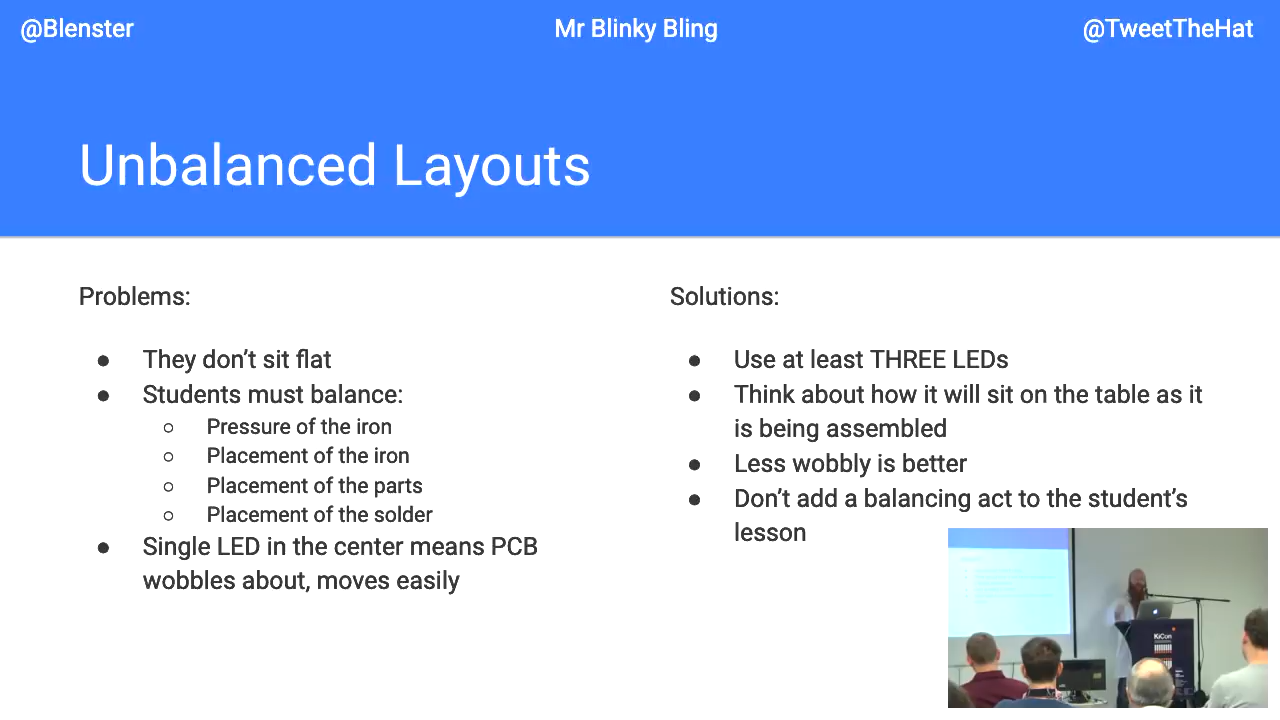 @Blenster
Mr Blinky Bling
@TweetTheHat
Unbalanced Layouts
Problems:
● They don’t sit flat
● Students must balance:
○ Pressure of the iron
○ Placement of the iron
○ Placement of the parts
○ Placement of the solder
● Single LED in the center means PCB
wobbles about, moves easily
Solutions:
● Use at least THREE LEDs
● Think about how it will sit on the table as it
is being assembled
● Less wobbly is better
● Don’t add a balancing act to the student’s
lesson
KiCon